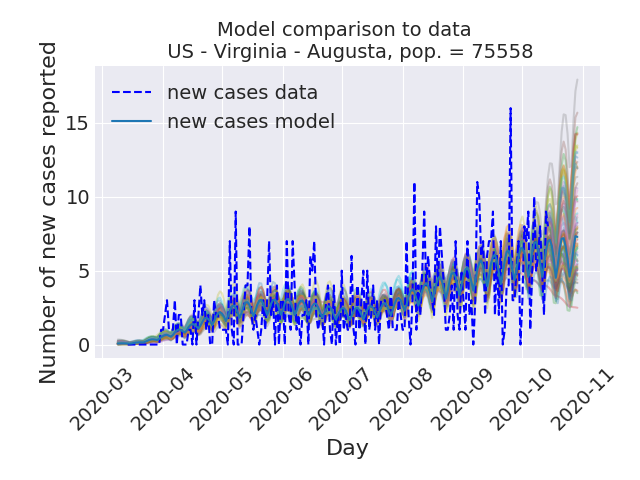 Model comparison to data
US - Virginia - Augusta, pop. = 75558
new cases data
new cases model
Number of new cases reported
15
10
5
0
2020-03
2020-04
2020-05
2020-06
2020-07
2020-08
2020-09
2020-10
2020-11
Day